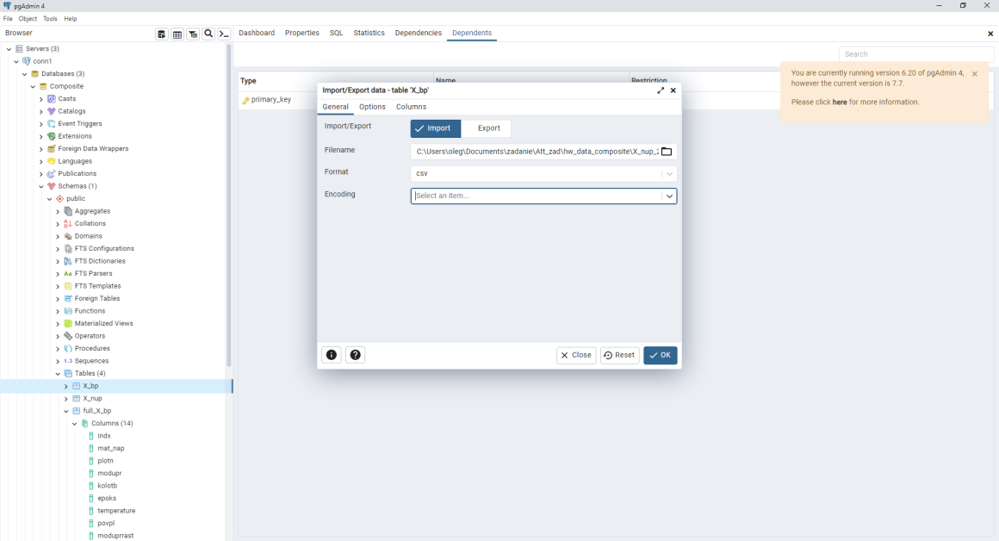 pgAdmin 4
File Object Tools Help
Browser
Dashboard Properties SQL Statistics Dependencies Dependents
Servers (3)
conn1
Databases (3)
Composite
Casts
Catalogs
Event Triggers
Extensions
Foreign Data Wrappers
Languages
Publications
Schemas (1)
public
Aggregates
Collations
Domains
FTS Configurations
FTS Dictionaries
FTS Parsers
FTS Templates
Foreign Tables
Functions
Materialized Views
Operators
Procedures
1..3 Sequences
Tables (4)
X_bp
X_nup
full_X_bp
Columns (14)
indx
mat_nap
plotn
modupr
kolotb
epoks
temperature
povpl
moduprrast
Search
Type Name Restriction
primary_key
You are currently running version 6.20 of pgAdmin 4,
however the current version is 7.7.
Please click here for more information.
Import/Export data - table 'X_bp'
General Options Columns
Import/Export Import Export
Filename C:\Users\oleg\Documents\zadanie\Att_zad\hw_data_composite\X_nup_
Format csv
Encoding Select an item...
Close Reset OK